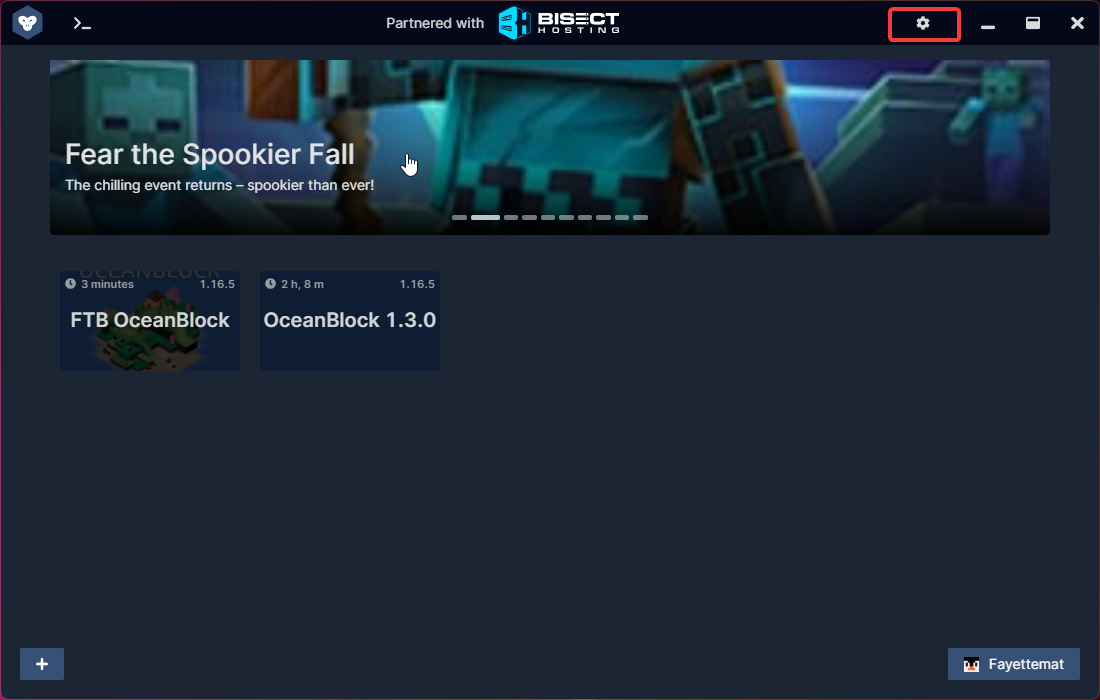 Partnered with BISECT
HOSTING
Fear the Spookier Fall
The chilling event returns – spookier than ever!
OCEANBLOCK
3 minutes 1.16.5
FTB OceanBlock
2 h, 8 m 1.16.5
OceanBlock 1.3.0
Fayettemat